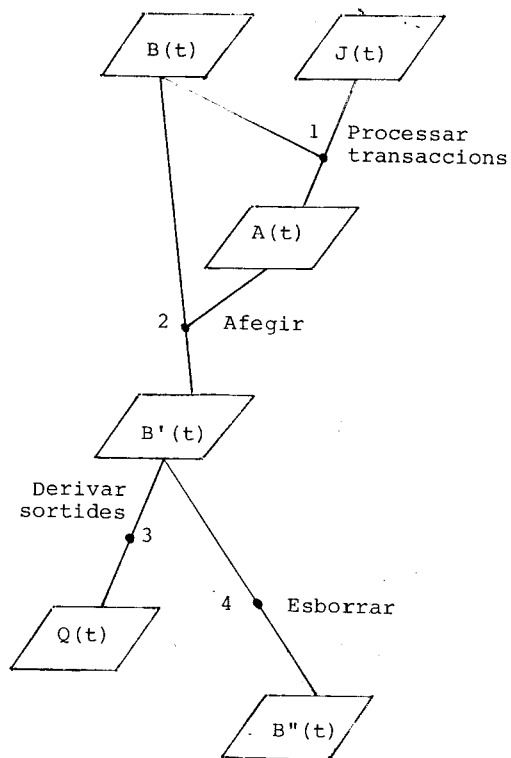 B(t)
J(t)
1 Processar
transaccions
A(t)
2 Afegir
B'(t)
Derivar
sortides
3
4 Esborrar
Q(t)
B"(t)